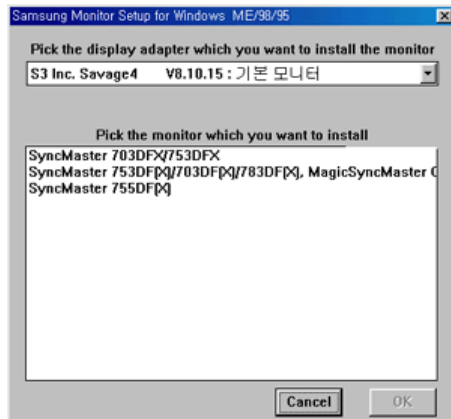 Samsung Monitor Setup for Windows ME/98/95
Pick the display adapter which you want to install the monitor
S3 Inc. Savage4 V8.10.15 : 기본 모니터
Pick the monitor which you want to install
SyncMaster 703DFX/753DFX
SyncMaster 753DF[X]/703DF[X]/783DF[X], MagicSyncMaster C
SyncMaster 755DF[X]
Cancel OK